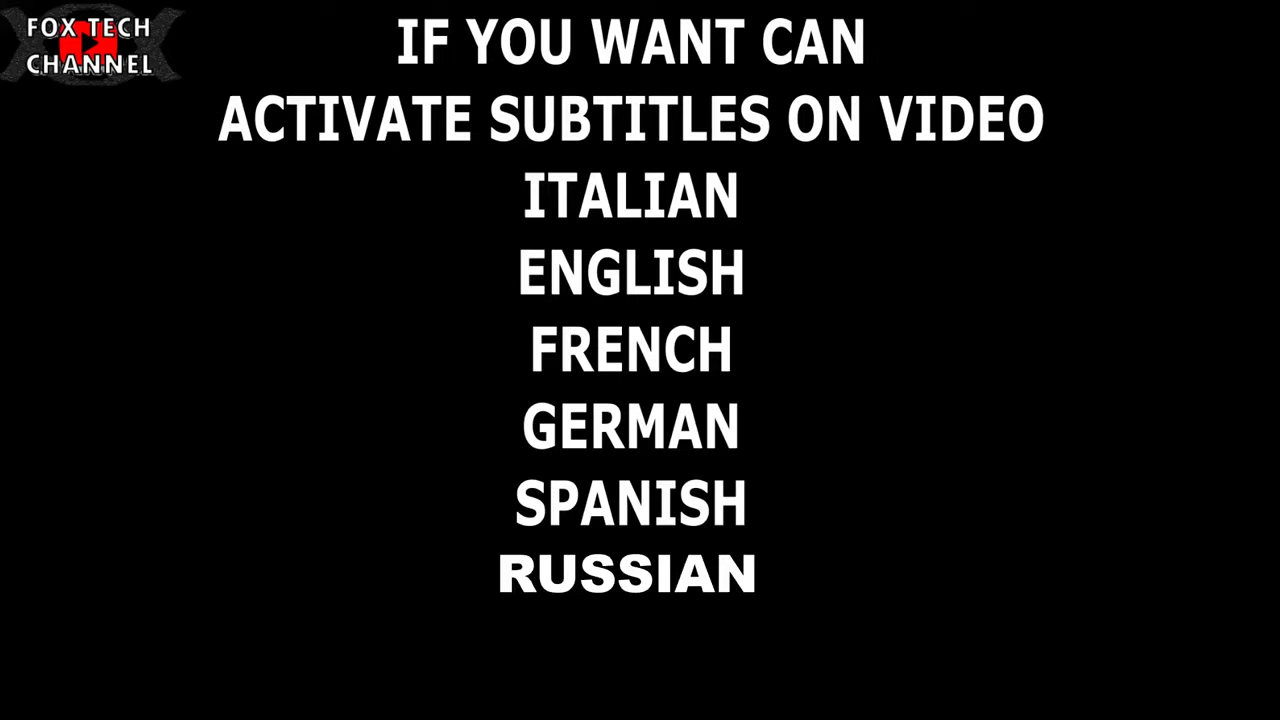 FOX TECH
CHANNEL
IF YOU WANT CAN
ACTIVATE SUBTITLES ON VIDEO
ITALIAN
ENGLISH
FRENCH
GERMAN
SPANISH
RUSSIAN